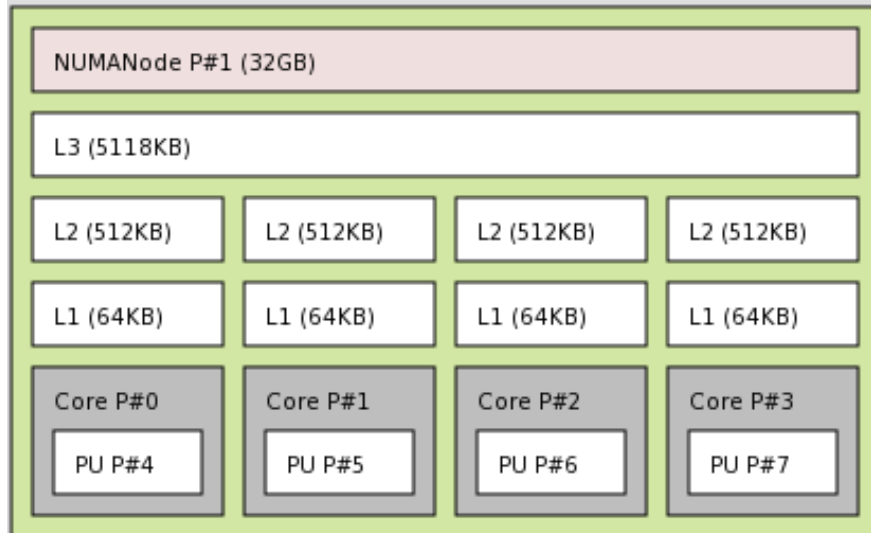 NUMANode P#1 (32GB)
L3 (5118KB)
L2 (512KB) L2 (512KB) L2 (512KB) L2 (512KB)
L1 (64KB) L1 (64KB) L1 (64KB) L1 (64KB)
Core P#0 Core P#1 Core P#2 Core P#3
PU P#4 PU P#5 PU P#6 PU P#7